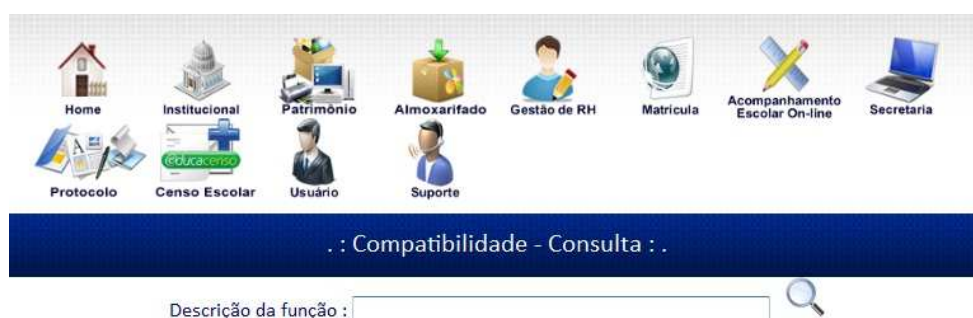 Home Institucional Patrimônio Almoxarifado Gestão de RH Matrícula Acompanhamento Escolar On-line Secretaria
Protocolo @ducacenso Censo Escolar Usuário Suporte
. : Compatibilidade - Consulta : .
Descrição da função :